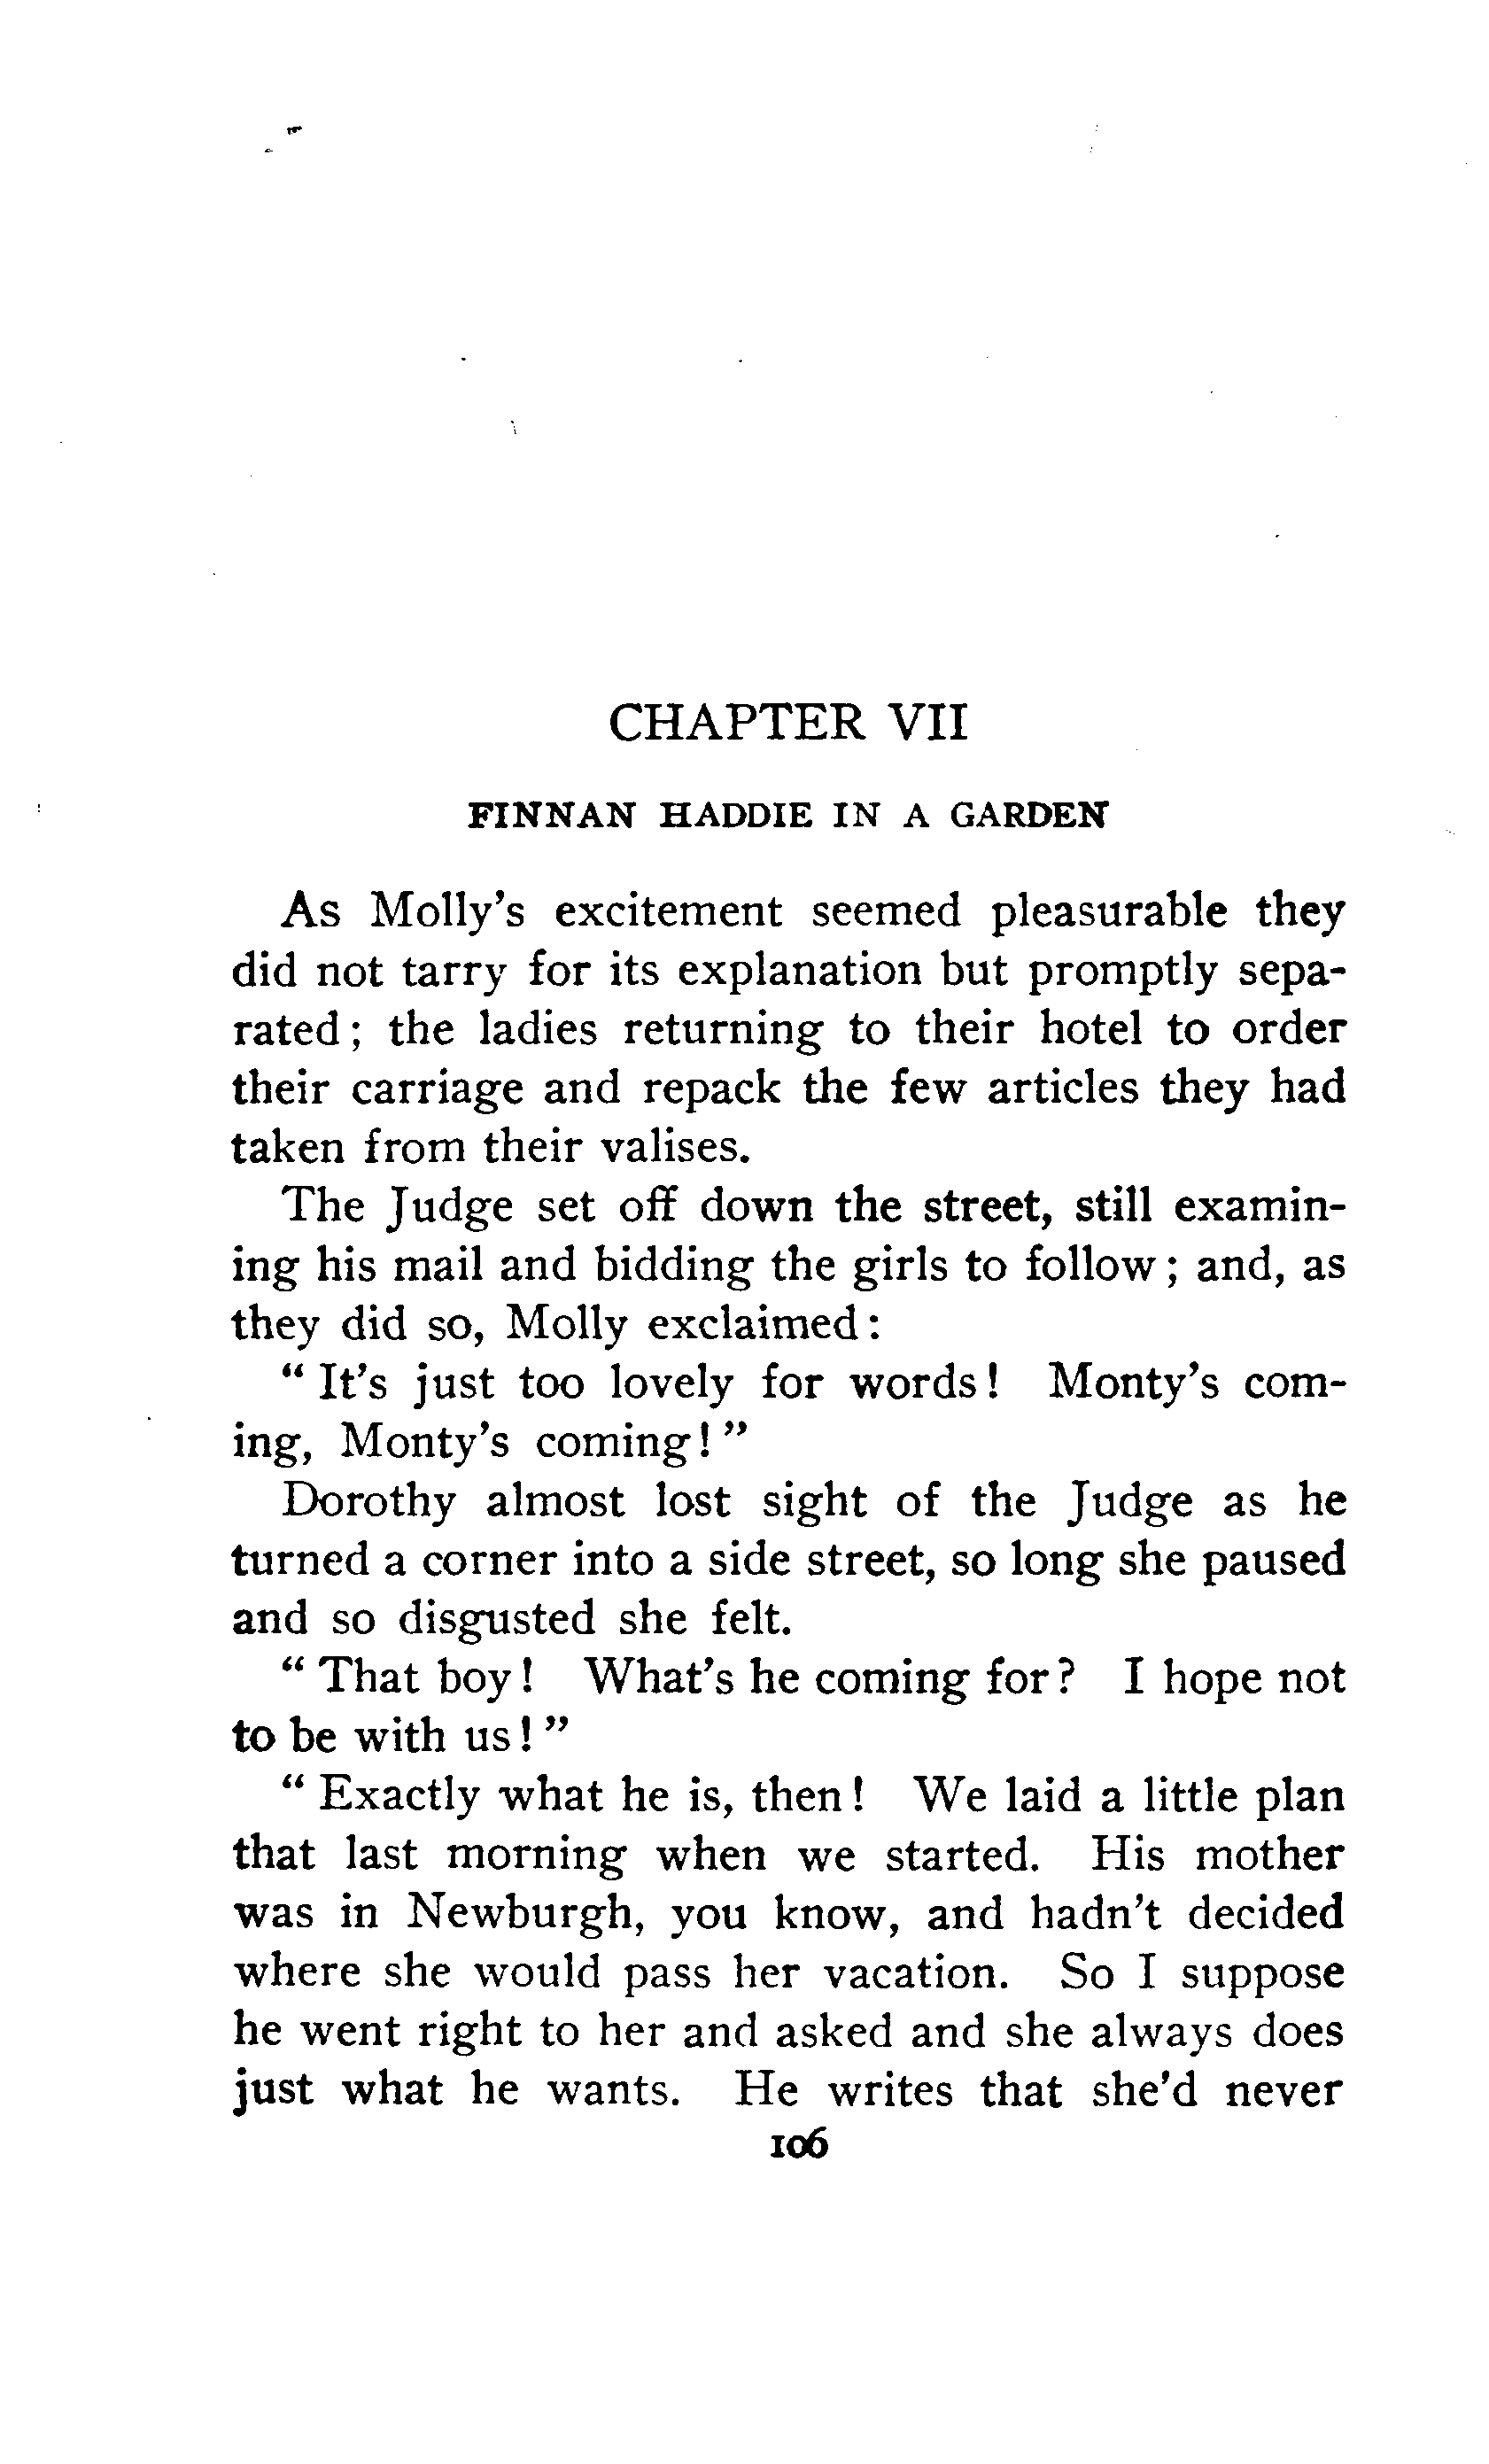 CHAPTER VII
FINNAN HADDIE IN A GARDEN
As Molly's excitement seemed pleasurable they
did not tarry for its explanation but promptly sepa-
rated; the ladies returning to their hotel to order
their carriage and repack the few articles they had
taken from their valises.
The Judge set off down the street, still examin-
ing his mail and bidding the girls to follow; and, as
they did so, Molly exclaimed:
"It's just too lovely for words! Monty's com-
ing, Monty's coming!"
Dorothy almost lost sight of the Judge as he
turned a corner into a side street, so long she paused
and so disgusted she felt.
"That boy! What's he coming for? I hope not
to be with us!"
"Exactly what he is, then! We laid a little plan
that last morning when we started. His mother
was in Newburgh, you know, and hadn't decided
where she would pass her vacation. So I suppose
he went right to her and asked and she always does
just what he wants. He writes that she'd never
106